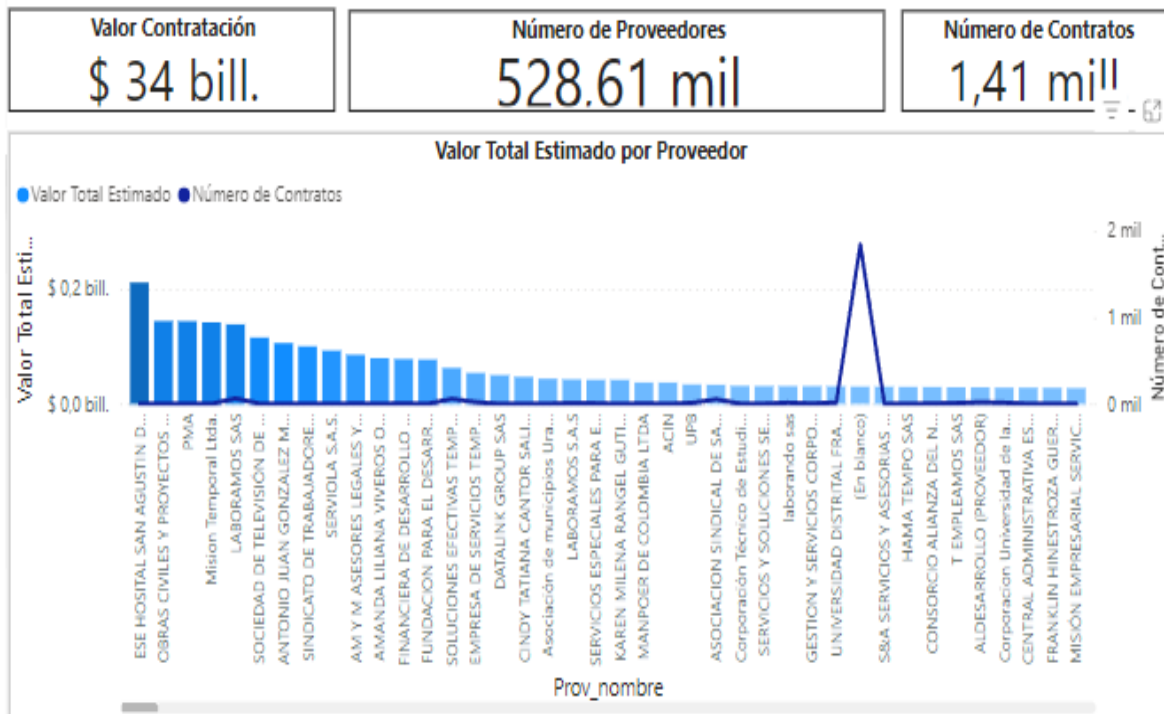 Valor Contratación
$ 34 bill.
Número de Proveedores
528.61 mil
Número de Contratos
1,41 mill
Valor Total Estimado por Proveedor
Valor Total Estimado
Número de Contratos
Valor Total Esti...
$ 0,2 bill.
$ 0,0 bill.
2 mil
1 mil
0 mil
Número de Cont...
ESE HOSITAL SAN AGUSTIN D...
OBRAS CIVILES Y PROYECTOS ...
PMA
Mision Temporal Ltda.
LABORAMOS SAS
SOCIEDAD DE TELEVISIÓN DE ...
ANTONIO JUAN GONZALEZ M...
SINDICATO DE TRABAJADORE...
SERVIOLA S.A.S.
AM Y M ASESORES LEGALES Y...
AMANDA LILIANA VIVEROS O...
FINANCIERA DE DESARROLLO ...
FUNDACION PARA EL DESARR...
SOLUCIONES EFECTIVAS TEMP...
EMPRESA DE SERVICIOS TEMP...
DATALINK GROUP SAS
CINDY TATIANA CANTOR SALI...
Asociación de municipios Ura...
LABORAMOS S.A.S
SERVICIOS ESPECIALES PARA E...
KAREN MILENA RANGEL GUTI...
MANPOER DE COLOMBIA LTDA
ACIN
UPB
ASOCIACION SINDICAL DE SA...
Corporación Técnico de Estudi...
SERVICIOS Y SOLUCIONES SE...
laborando sas
GESTION Y SERVICIOS CORPO...
UNIVERSIDAD DISTRITAL FRA...
(En blanco)
S&A SERVICIOS Y ASESORIAS ...
HAMA TEMPO SAS
CONSORCIO ALIANZA DEL N...
T EMPLEAMOS SAS
ALDESARROLLO (PROVEEDOR)
Corporacion Universidad de la...
CENTRAL ADMINISTRATIVA ES...
FRANKLIN HINESTROZA GUER...
MISIÓN EMPRESARIAL SERVIC...
Prov_nombre